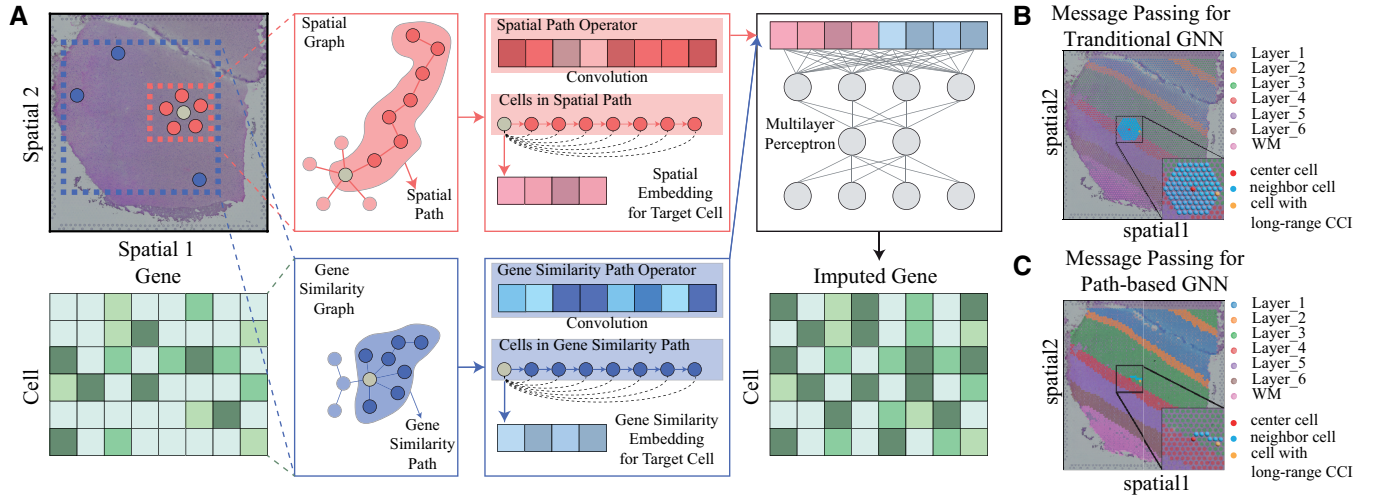 A
Spatial 2
Spatial 1
Spatial
Graph
Spatial
Path
Spatial Path Operator
Convolution
Cells in Spatial Path
Spatial
Embedding
for Target Cell
Multilayer
Perceptron
Gene
Cell
Gene
Similarity
Graph
Gene
Similarity
Path
Gene Similarity Path Operator
Convolution
Cells in Gene Similarity Path
Gene Similarity
Embedding
for Target Cell
Imputed Gene
Cell
B
Message Passing for
Tranditional GNN
spatial2
spatial1
Layer_1
Layer_2
Layer_3
Layer_4
Layer_5
Layer_6
WM
center cell
neighbor cell
cell with
long-range CCI
C
Message Passing for
Path-based GNN
spatial2
spatial1
Layer_1
Layer_2
Layer_3
Layer_4
Layer_5
Layer_6
WM
center cell
neighbor cell
cell with
long-range CCI